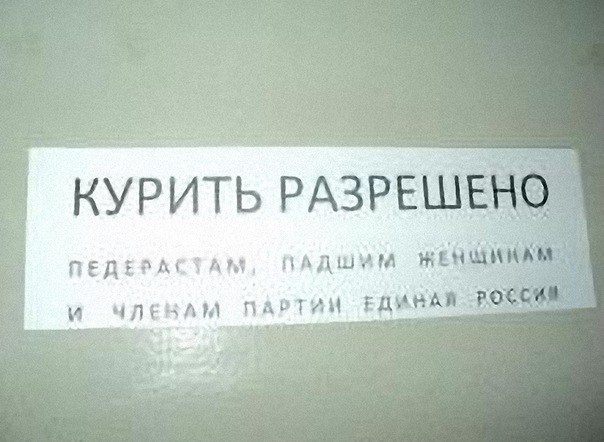 КУРИТЬ РАЗРЕШЕНО
ПЕДЕРАСТАМ, ПАДШИМ ЖЕНЩИНАМ
И ЧЛЕНАМ ПАРТИИ ЕДИНАЯ РОССИЯ